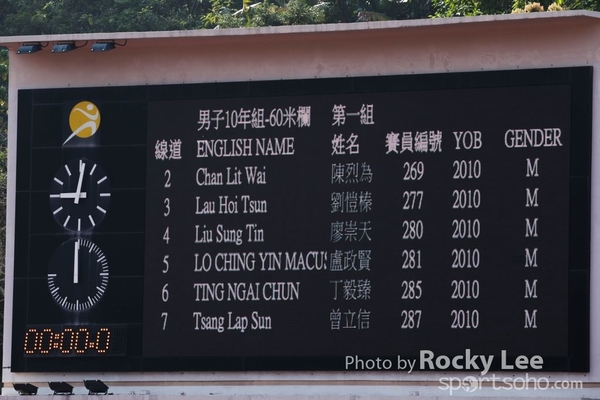 男子10年組-60米欄 第一組
線道 ENGLISH NAME 姓名 賽員編號 YOB GENDER
2 Chan Lit Wai 陳烈為 269 2010 M
3 Lau Hoi Tsun 劉愷榛 277 2010 M
4 Liu Sung Tin 廖崇天 280 2010 M
5 LO CHING YIN MACUS 盧政賢 281 2010 M
6 TING NGAI CHUN 丁毅臻 285 2010 M
7 Tsang Lap Sun 曾立信 287 2010 M
00:00:0
Photo by Rocky Lee
sportsoho.com